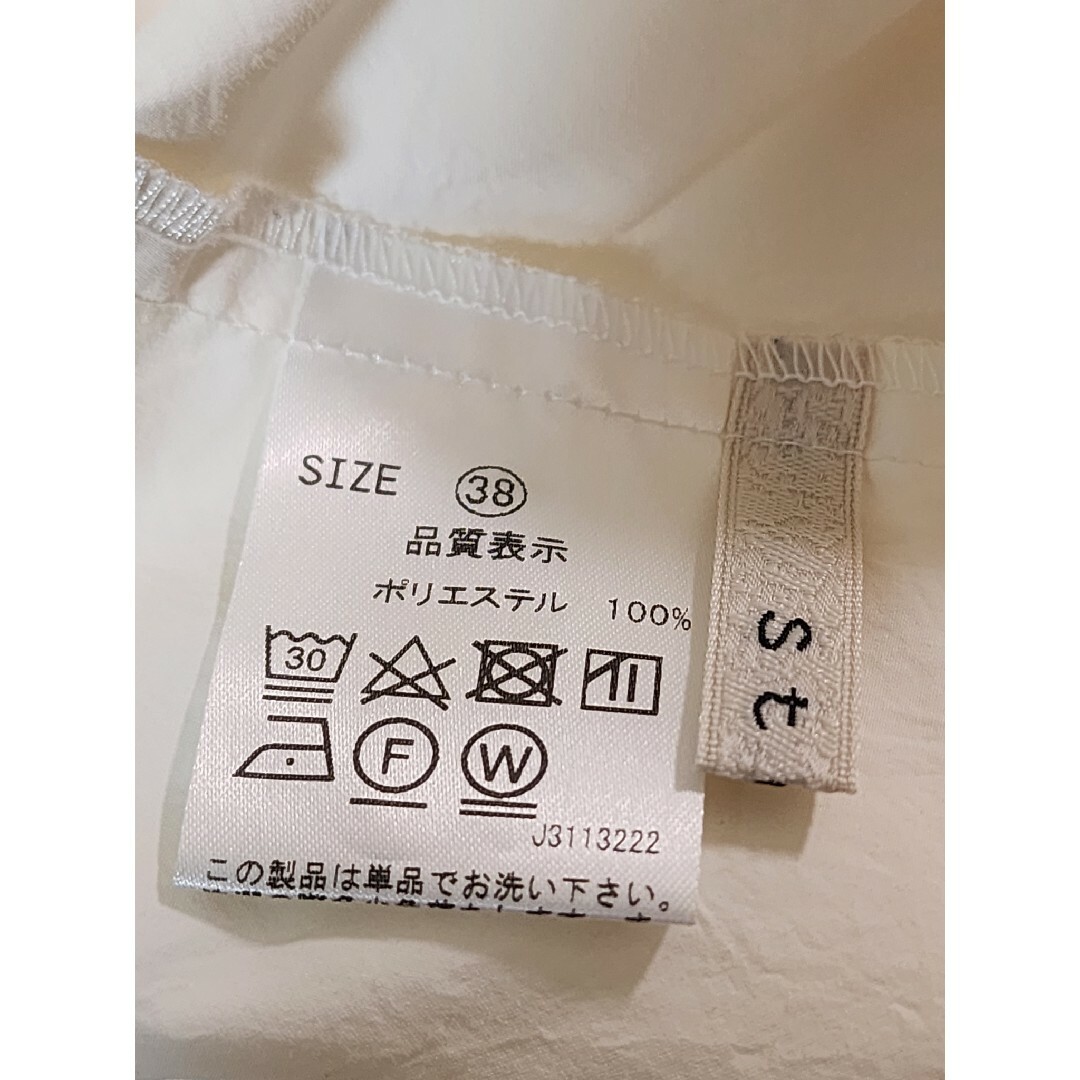 SIZE 38
品質表示
ポリエステル 100%
30
F W
J3113222
この製品は単品でお洗い下さい。
st